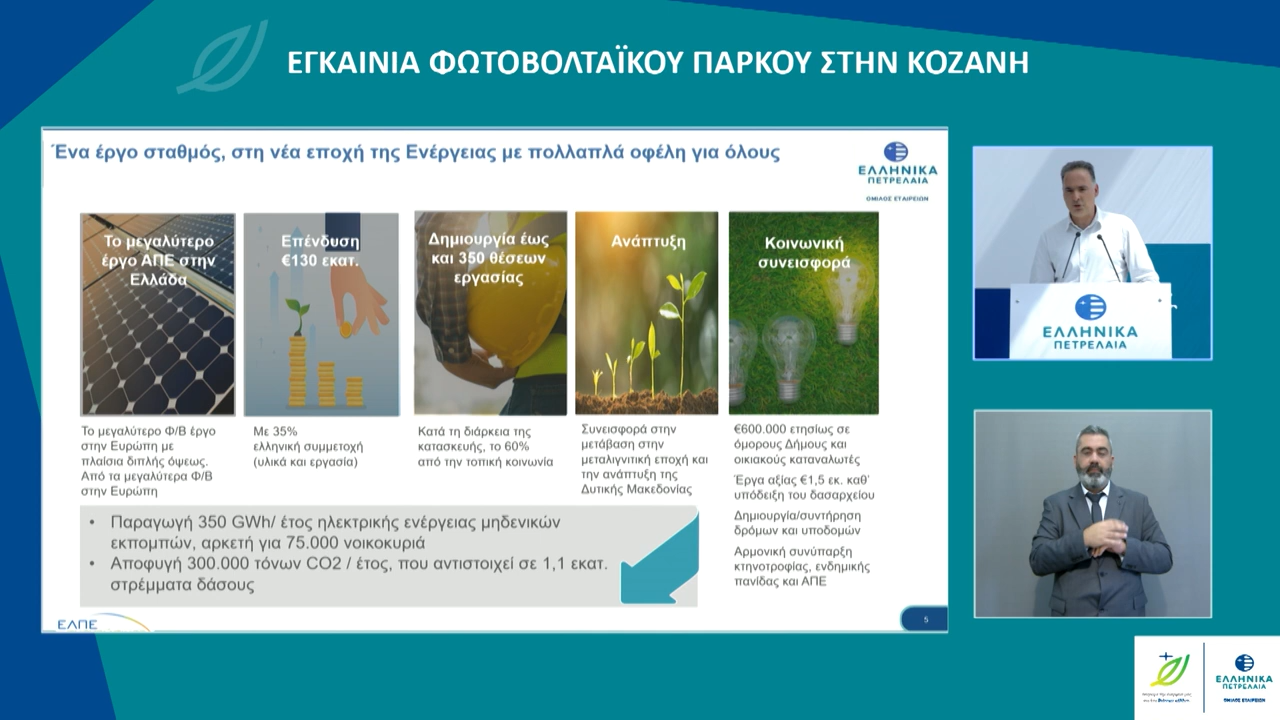 ΕΓΚΑΙΝΙΑ ΦΩΤΟΒΟΛΤΑΪΚΟΥ ΠΑΡΚΟΥ ΣΤΗΝ ΚΟΖΑΝΗ
Ένα έργο σταθμός, στη νέα εποχή της Ενέργειας με πολλαπλά οφέλη για όλους
ΕΛΛΗΝΙΚΑ
ΠΕΤΡΕΛΑΙΑ
ΟΜΙΛΟΣ ΕΤΑΙΡΕΙΩΝ
Το μεγαλύτερο
έργο ΑΠΕ στην
Ελλάδα
Το μεγαλύτερο Φ/Β έργο
στην Ευρώπη με
πλαίσια διπλής όψεως.
Από τα μεγαλύτερα Φ/Β
στην Ευρώπη
Επένδυση
€130 εκατ.
Με 35%
ελληνική συμμετοχή
(υλικά και εργασία)
Δημιουργία έως
και 350 θέσεων
εργασίας
Κατά τη διάρκεια της
κατασκευής, το 60%
από την τοπική κοινωνία
Ανάπτυξη
Συνεισφορά στην
μετάβαση στην
μεταλιγνιτική εποχή και
την ανάπτυξη της
Δυτικής Μακεδονίας
Κοινωνική
συνεισφορά
€600.000 ετησίως σε
όμορους Δήμους και
οικιακούς καταναλωτές
Έργα αξίας €1,5 εκ. καθ'
υπόδειξη του δασαρχείου
Δημιουργία/συντήρηση
δρόμων και υποδομών
Αρμονική συνύπαρξη
κτηνοτροφίας, ενδημικής
πανίδας και ΑΠΕ
• Παραγωγή 350 GWh/ έτος ηλεκτρικής ενέργειας μηδενικών
εκπομπών, αρκετή για 75.000 νοικοκυριά
• Αποφυγή 300.000 τόνων CO2 / έτος, που αντιστοιχεί σε 1,1 εκατ.
στρέμματα δάσους
ΕΛΠΕ
5
ΕΛΛΗΝΙΚΑ
ΠΕΤΡΕΛΑΙΑ
ΕΛΛΗΝΙΚΑ
ΠΕΤΡΕΛΑΙΑ
ΟΜΙΛΟΣ ΕΤΑΙΡΕΙΩΝ